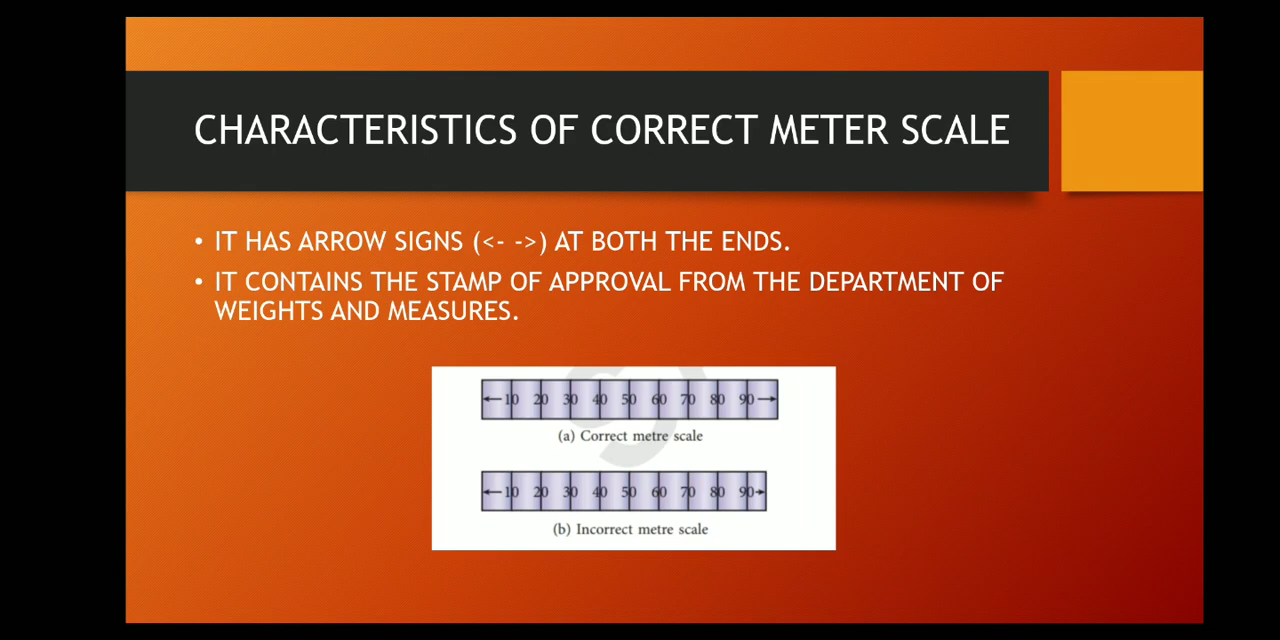 CHARACTERISTICS OF CORRECT METER SCALE
• IT HAS ARROW SIGNS (<- ->) AT BOTH THE ENDS.
• IT CONTAINS THE STAMP OF APPROVAL FROM THE DEPARTMENT OF
WEIGHTS AND MEASURES.
←10 20 30 40 50 60 70 80 90→
(a) Correct metre scale
←10 20 30 40 50 60 70 80 90→
(b) Incorrect metre scale